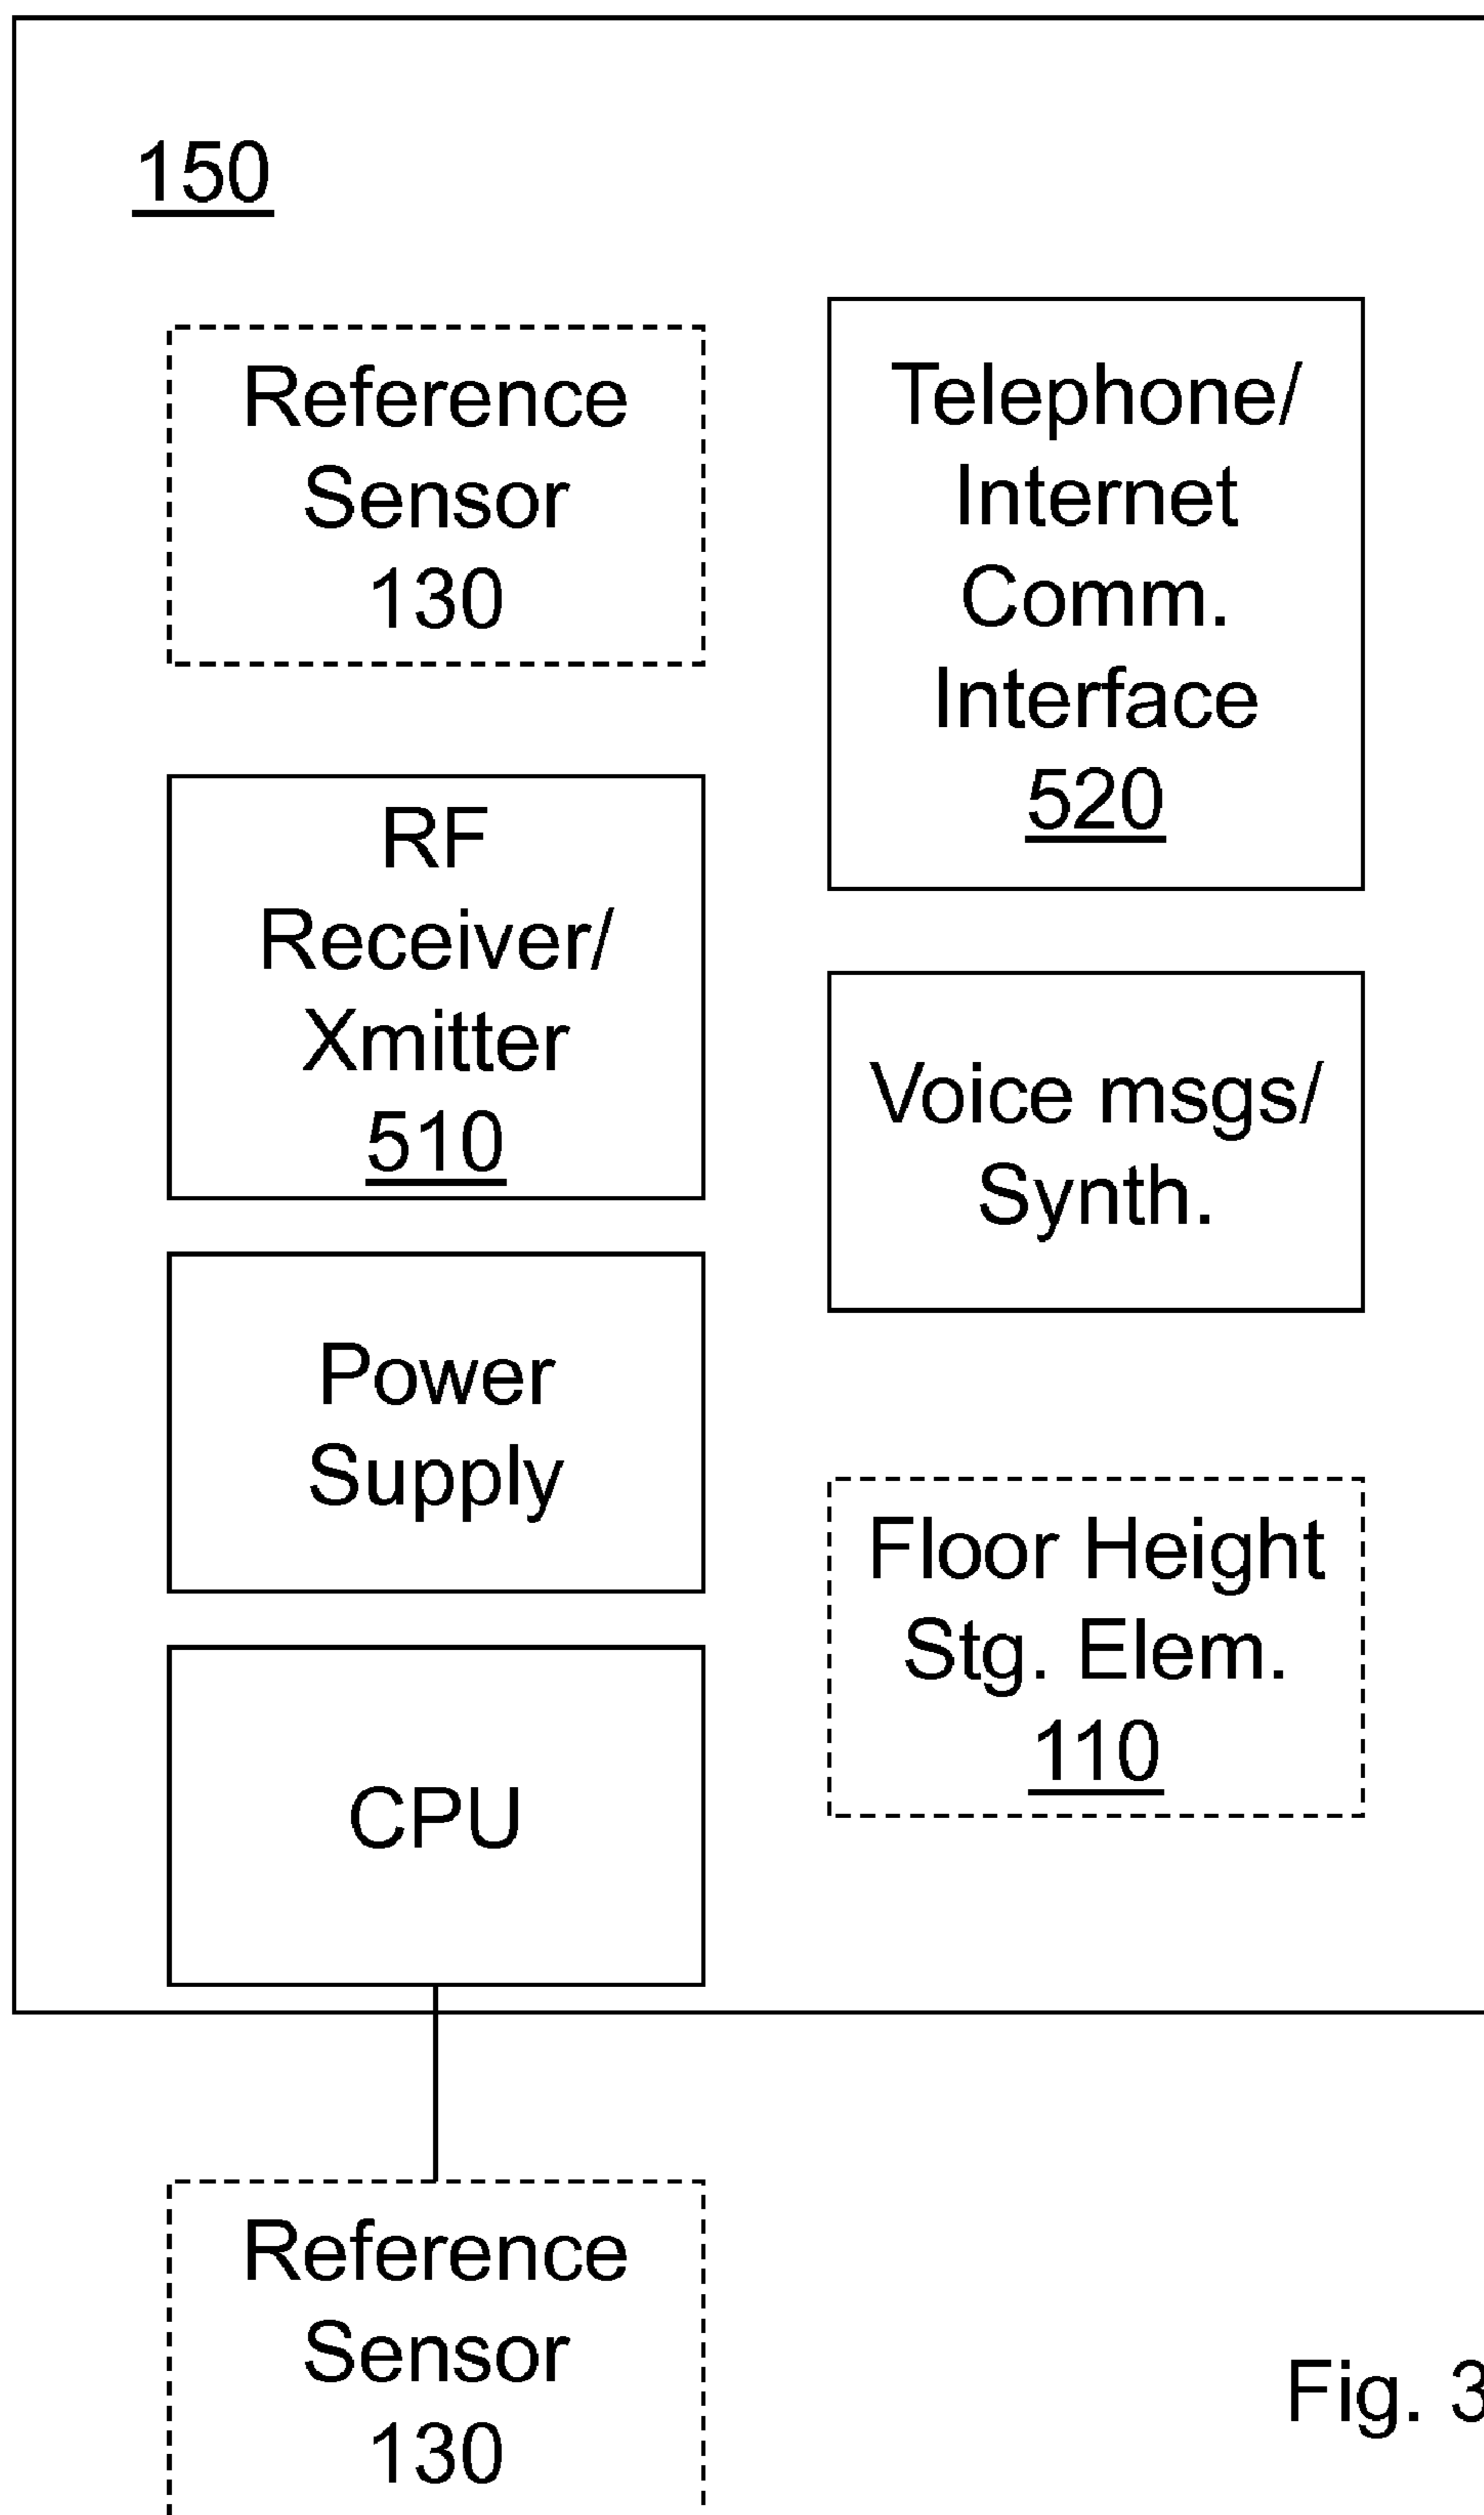 150
Reference
Sensor
130
RF
Receiver/
Xmitter
510
Power
Supply
CPU
Telephone/
Internet
Comm.
Interface
520
Voice msgs/
Synth.
Floor Height
Stg. Elem.
110
Reference
Sensor
130
Fig. 3